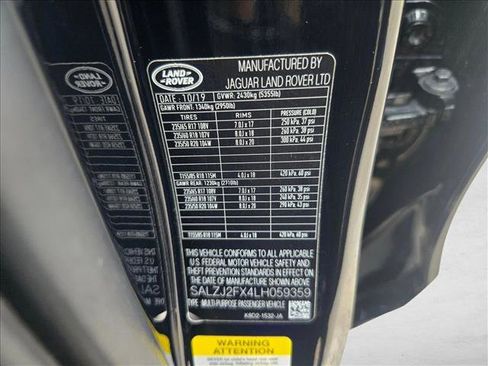 LAND
ROVER
MANUFACTURED BY
JAGUAR LAND ROVER LTD
DATE: 10/19 GVWR: 2430kg (5355lb)
GAWR FRONT: 1340kg (2950lb)
TIRES RIMS PRESSURE (COLD)
235/65 R17 108V 7.0J x 17 250 kPa, 37 psi
235/60 R18 107V 8.0J x 18 260 kPa, 38 psi
235/50 R20 104W 8.0J x 20 300 kPa, 44 psi
T155/85 R18 115M 4.0J x 18 420 kPa, 60 psi
GAWR REAR: 1230kg (2710lb)
235/65 R17 108V 7.0J x 17 260 kPa, 38 psi
235/60 R18 107V 8.0J x 18 240 kPa, 35 psi
235/50 R20 104W 8.0J x 20 290 kPa, 43 psi
T155/85 R18 115M 4.0J x 18 420 kPa, 60 psi
THIS VEHICLE CONFORMS TO ALL APPLICABLE
U.S. FEDERAL MOTOR VEHICLE SAFETY
STANDARDS IN EFFECT ON THE
DATE OF MANUFACTURE SHOWN ABOVE
SALZJ2FX4LH059359
TYPE: MULTI-PURPOSE PASSENGER VEHICLE
K8D2-1532-JA
WARNING
ATTENTION